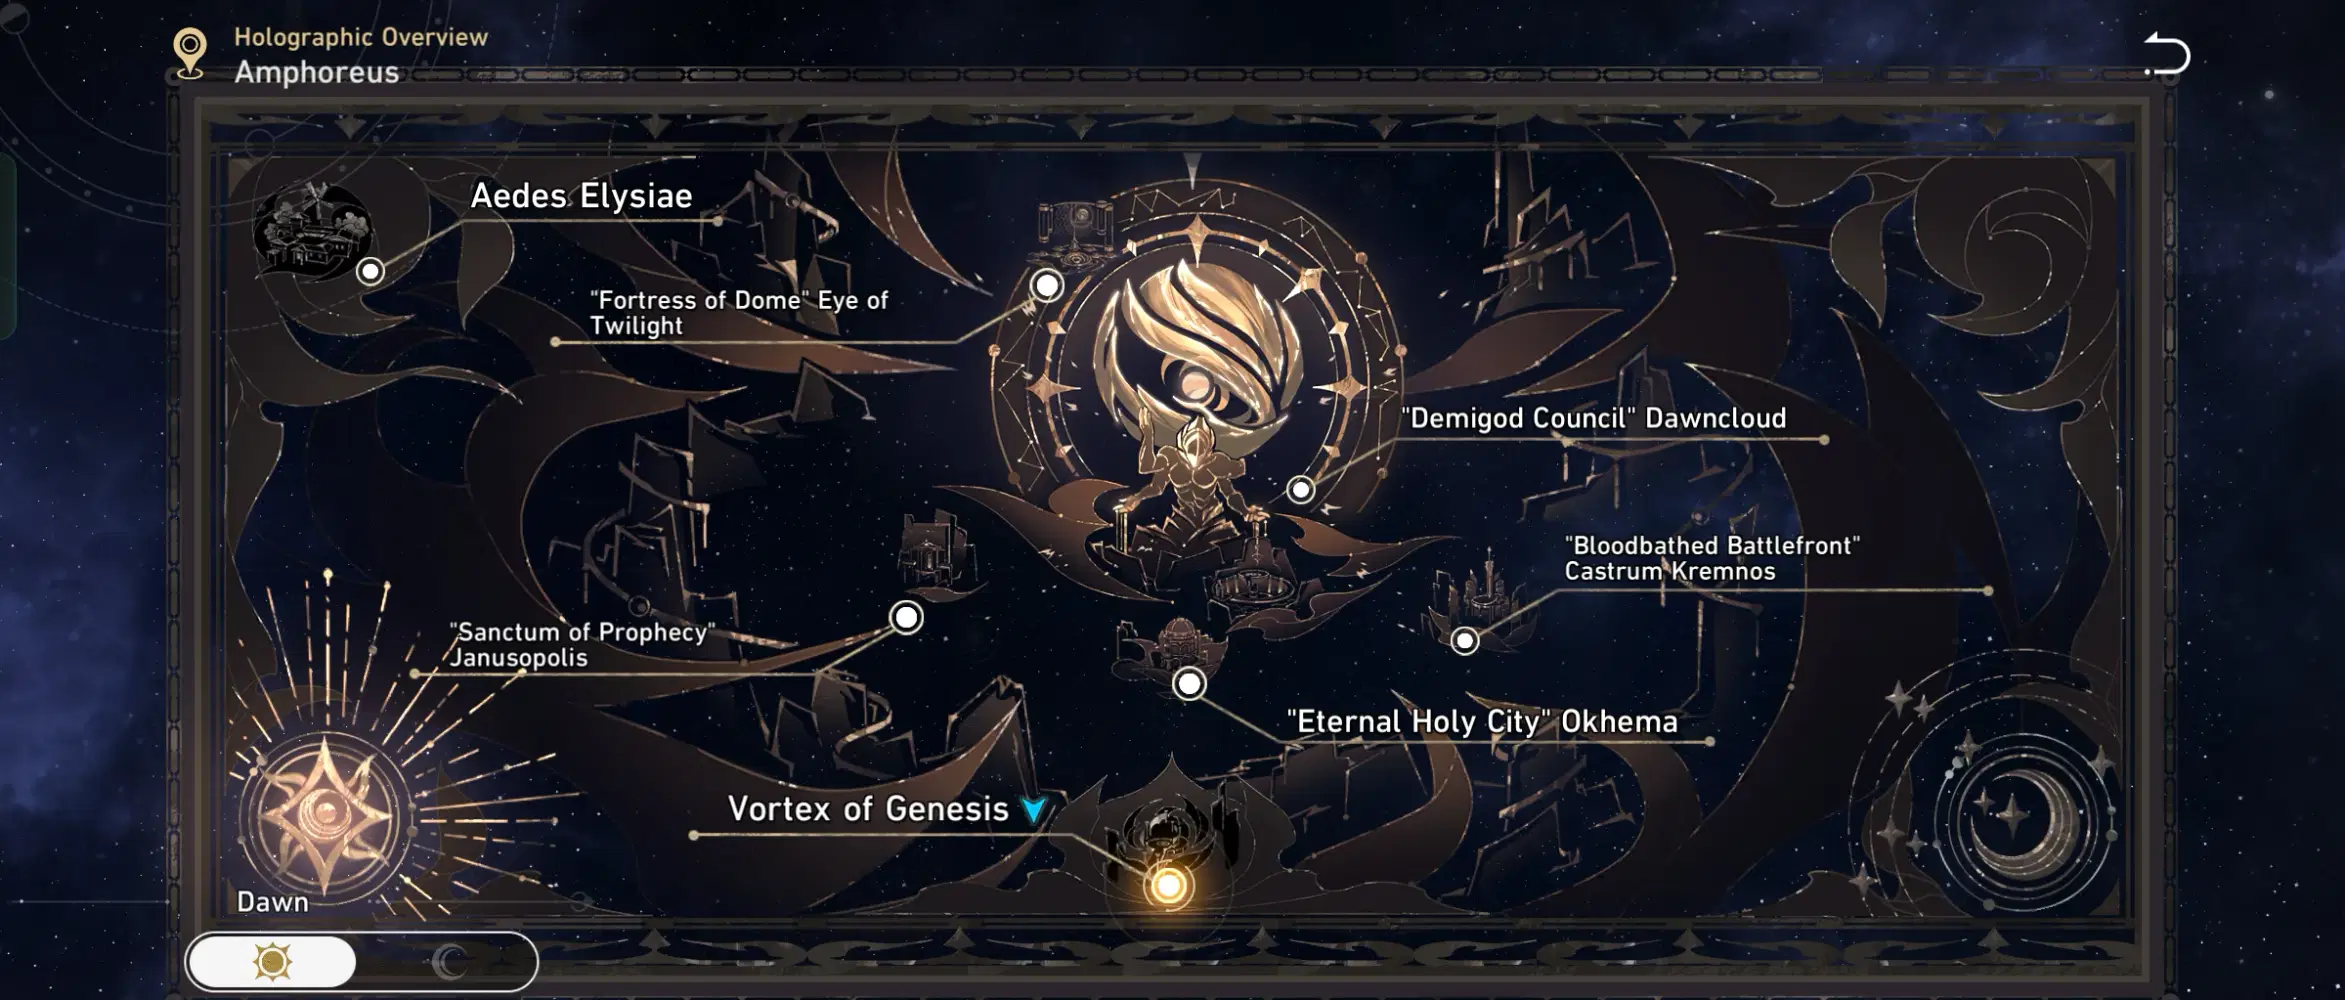 Holographic Overview
Amphoreus
Aedes Elysiae
"Fortress of Dome" Eye of
Twilight
"Demigod Council" Dawncloud
"Bloodbathed Battlefront"
Castrum Kremnos
"Sanctum of Prophecy"
Janusopolis
"Eternal Holy City" Okhema
Vortex of Genesis
Dawn